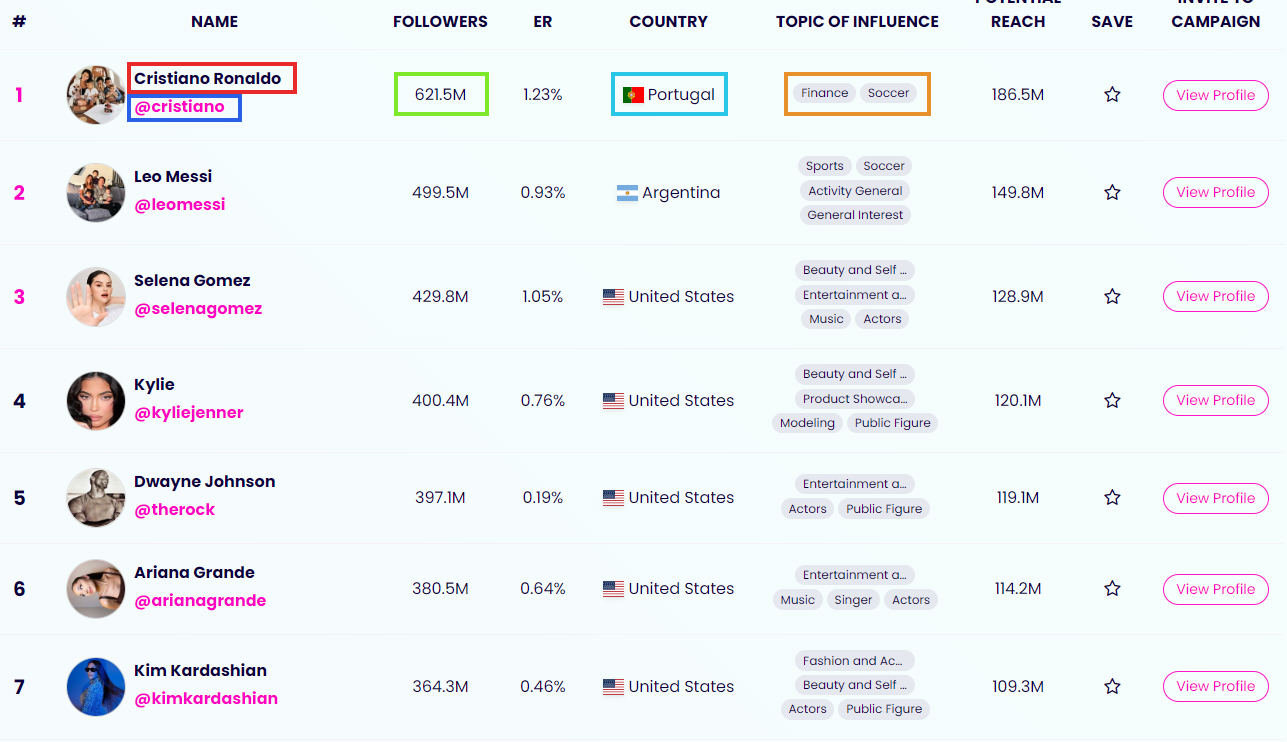 # NAME FOLLOWERS ER COUNTRY TOPIC OF INFLUENCE POTENTIAL REACH SAVE INVITE TO CAMPAIGN
1 Cristiano Ronaldo @cristiano 621.5M 1.23% Portugal Finance Soccer 186.5M View Profile
2 Leo Messi @leomessi 499.5M 0.93% Argentina Sports Soccer Activity General General Interest 149.8M View Profile
3 Selena Gomez @selenagomez 429.8M 1.05% United States Beauty and Self ... Entertainment a... Music Actors 128.9M View Profile
4 Kylie @kyliejenner 400.4M 0.76% United States Beauty and Self ... Product Showca... Modeling Public Figure 120.1M View Profile
5 Dwayne Johnson @therock 397.1M 0.19% United States Entertainment a... Actors Public Figure 119.1M View Profile
6 Ariana Grande @arianagrande 380.5M 0.64% United States Entertainment a... Music Singer Actors 114.2M View Profile
7 Kim Kardashian @kimkardashian 364.3M 0.46% United States Fashion and Ac... Beauty and Self ... Actors Public Figure 109.3M View Profile